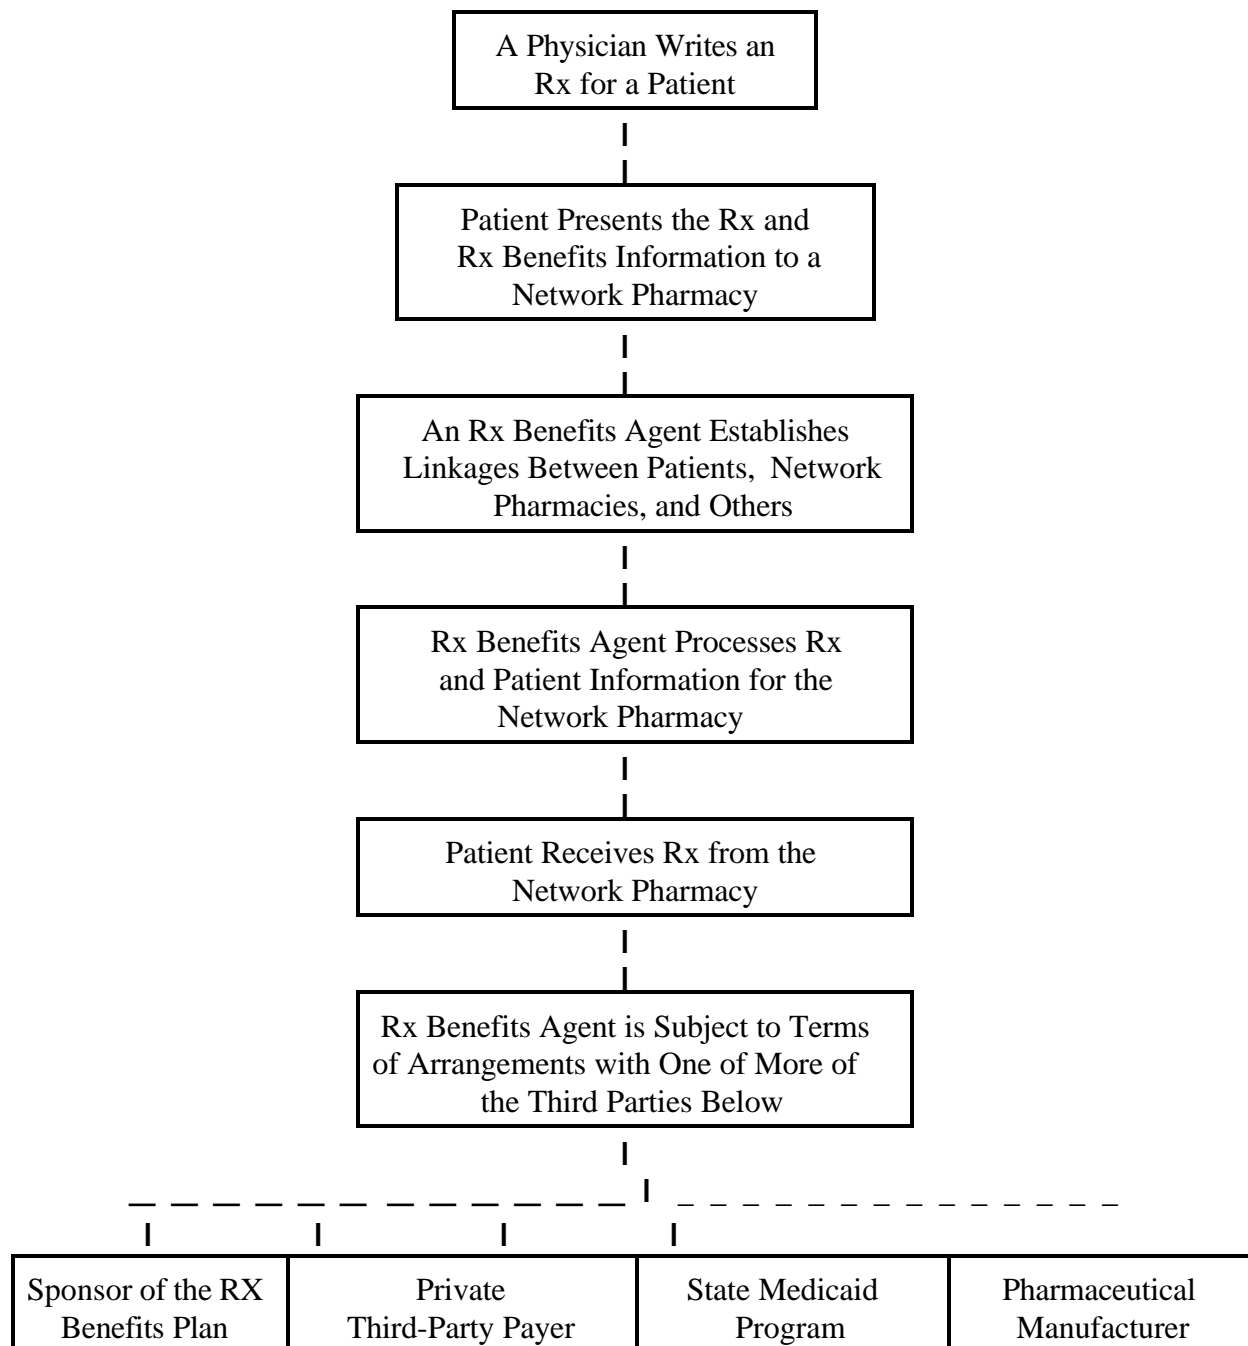 A Physician Writes an
Rx for a Patient
Patient Presents the Rx and
Rx Benefits Information to a
Network Pharmacy
An Rx Benefits Agent Establishes
Linkages Between Patients, Network
Pharmacies, and Others
Rx Benefits Agent Processes Rx
and Patient Information for the
Network Pharmacy
Patient Receives Rx from the
Network Pharmacy
Rx Benefits Agent is Subject to Terms
of Arrangements with One of More of
the Third Parties Below
Sponsor of the RX
Benefits Plan
Private
Third-Party Payer
State Medicaid
Program
Pharmaceutical
Manufacturer